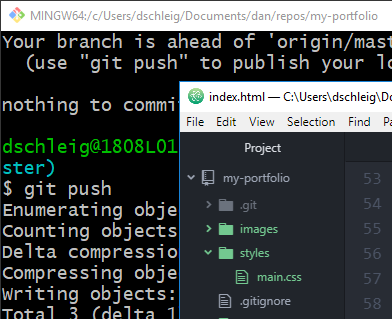 MINGW64:/c/Users/dschleig/Documents/dan/repos/my-portfolio
Your branch is ahead of 'origin/mas
(use "git push" to publish your lo
nothing to commi
dschleig@1808L01
ster)
$ git push
Enumerating obje
Counting objects
Delta compressio
Compressing obje
Writing objects:
Total 3 (delta 1
index.html — C:\Users\dschleig\Do
File Edit View Selection Find Pa
Project
my-portfolio
.git
images
styles
main.css
.gitignore
53
54
55
56
57
58